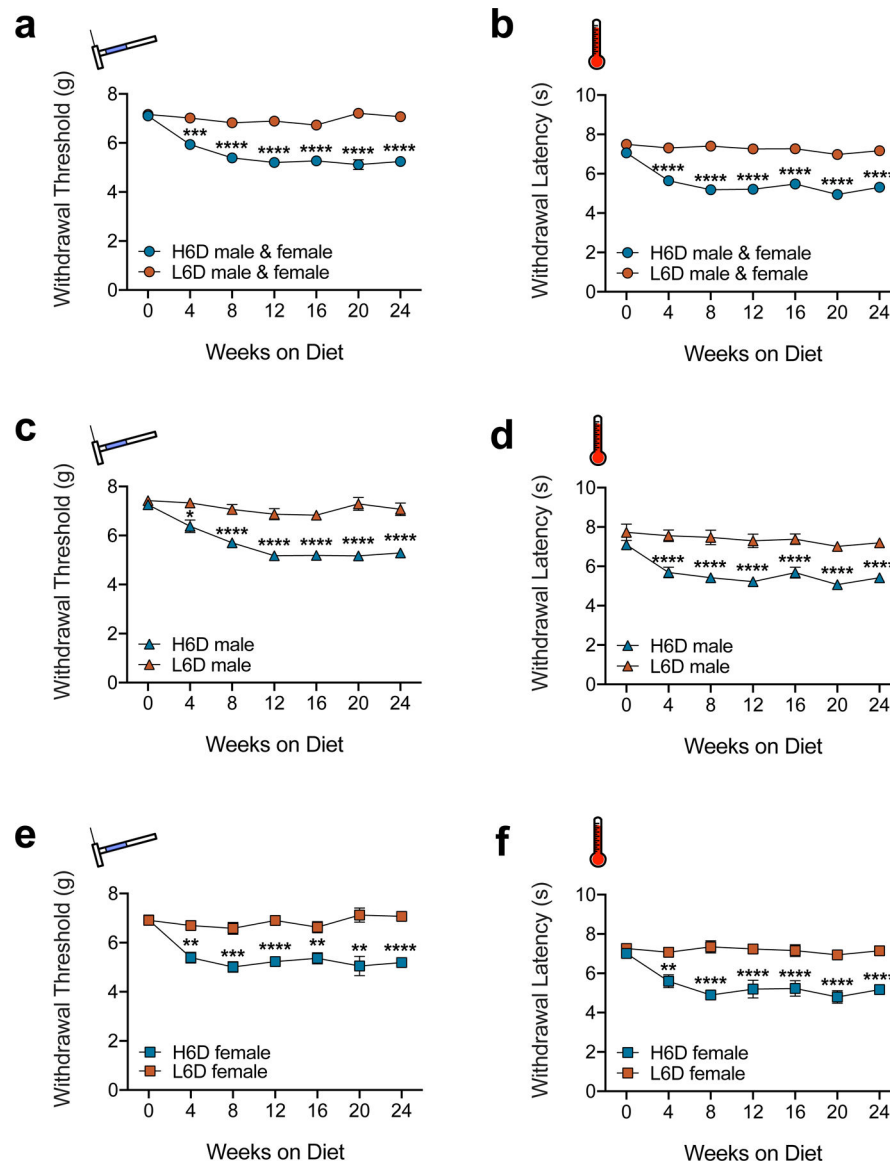 a
Withdrawal Threshold (g)
8
6
4
2
0
*** **** **** **** **** ****
H6D male & female
L6D male & female
0 4 8 12 16 20 24
Weeks on Diet
b
Withdrawal Latency (s)
10
8
6
4
2
0
**** **** **** **** **** ****
H6D male & female
L6D male & female
0 4 8 12 16 20 24
Weeks on Diet
c
Withdrawal Threshold (g)
8
6
4
2
0
* **** **** **** **** ****
H6D male
L6D male
0 4 8 12 16 20 24
Weeks on Diet
d
Withdrawal Latency (s)
10
8
6
4
2
0
**** **** **** **** **** ****
H6D male
L6D male
0 4 8 12 16 20 24
Weeks on Diet
e
Withdrawal Threshold (g)
8
6
4
2
0
** *** **** ** ** ****
H6D female
L6D female
0 4 8 12 16 20 24
Weeks on Diet
f
Withdrawal Latency (s)
10
8
6
4
2
0
** **** **** **** **** ****
H6D female
L6D female
0 4 8 12 16 20 24
Weeks on Diet